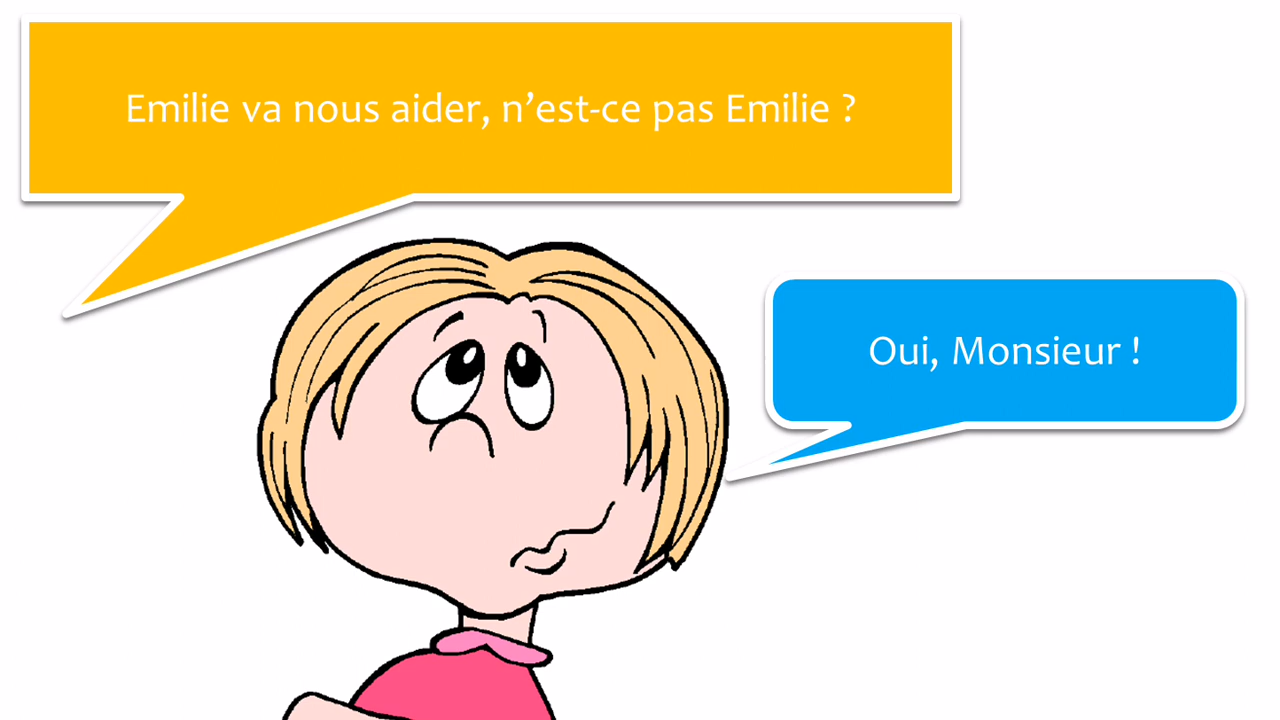 Emilie va nous aider, n’est-ce pas Emilie ?
Oui, Monsieur !